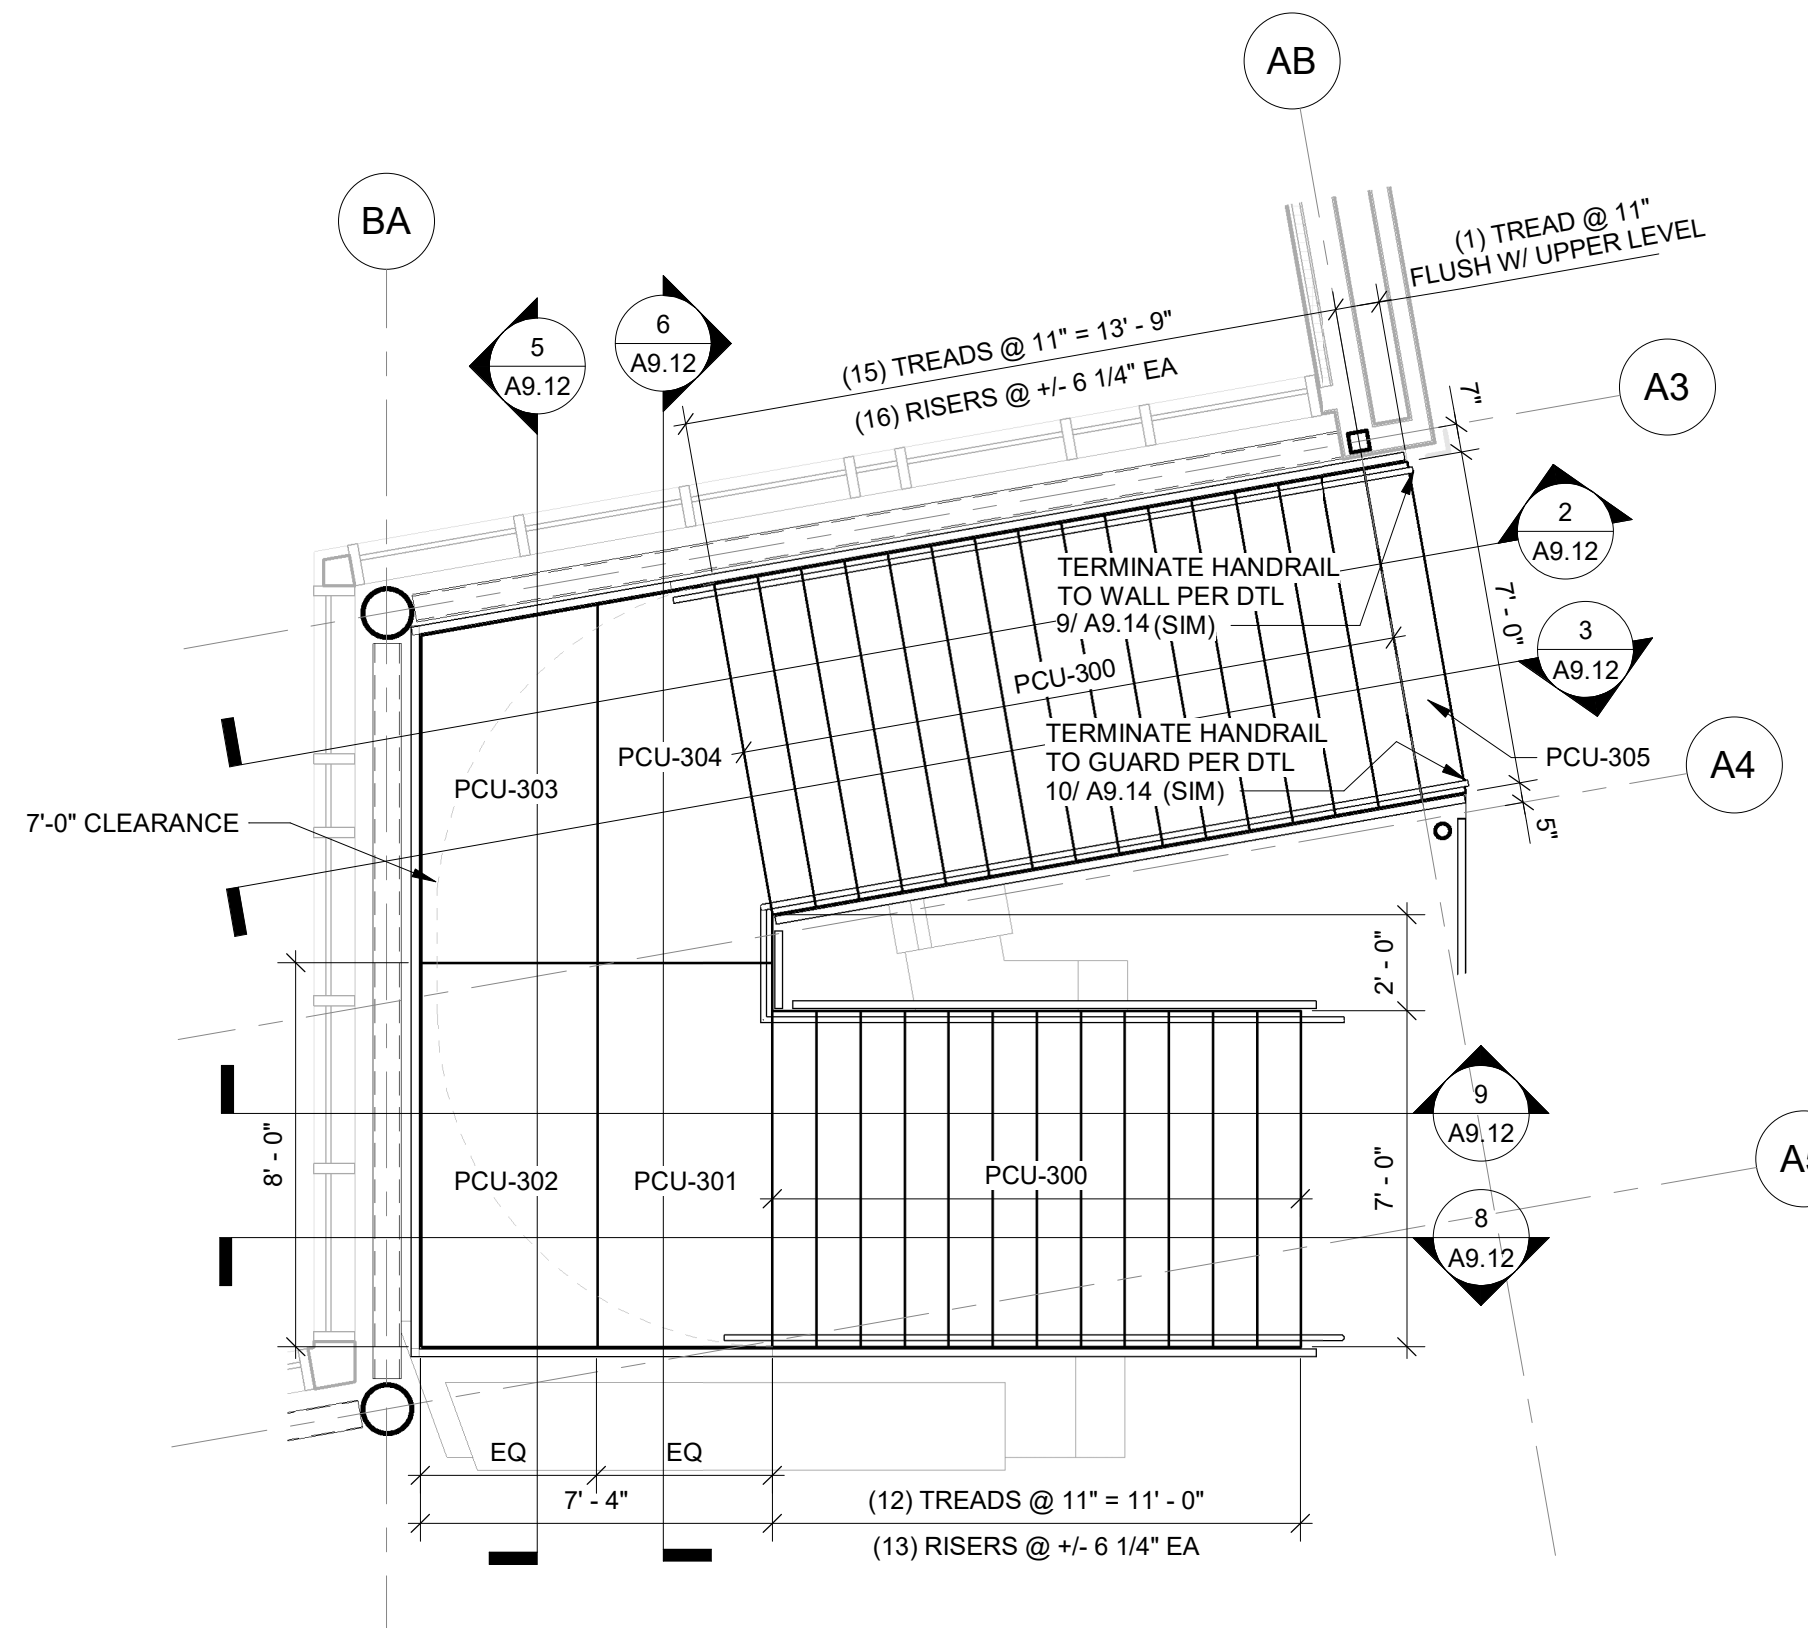 AB
BA
(1) TREAD @ 11"
FLUSH W/ UPPER LEVEL
5
A9.12
6
A9.12
(15) TREADS @ 11" = 13' - 9"
(16) RISERS @ +/- 6 1/4" EA
7"
A3
2
A9.12
TERMINATE HANDRAIL
TO WALL PER DTL
9/ A9.14 (SIM)
7' - 0"
3
A9.12
PCU-300
TERMINATE HANDRAIL
TO GUARD PER DTL
10/ A9.14 (SIM)
PCU-304
PCU-303
PCU-305
A4
7'-0" CLEARANCE
5"
2' - 0"
9
A9.12
8' - 0"
PCU-302
PCU-301
PCU-300
7' - 0"
8
A9.12
EQ
EQ
7' - 4"
(12) TREADS @ 11" = 11' - 0"
(13) RISERS @ +/- 6 1/4" EA